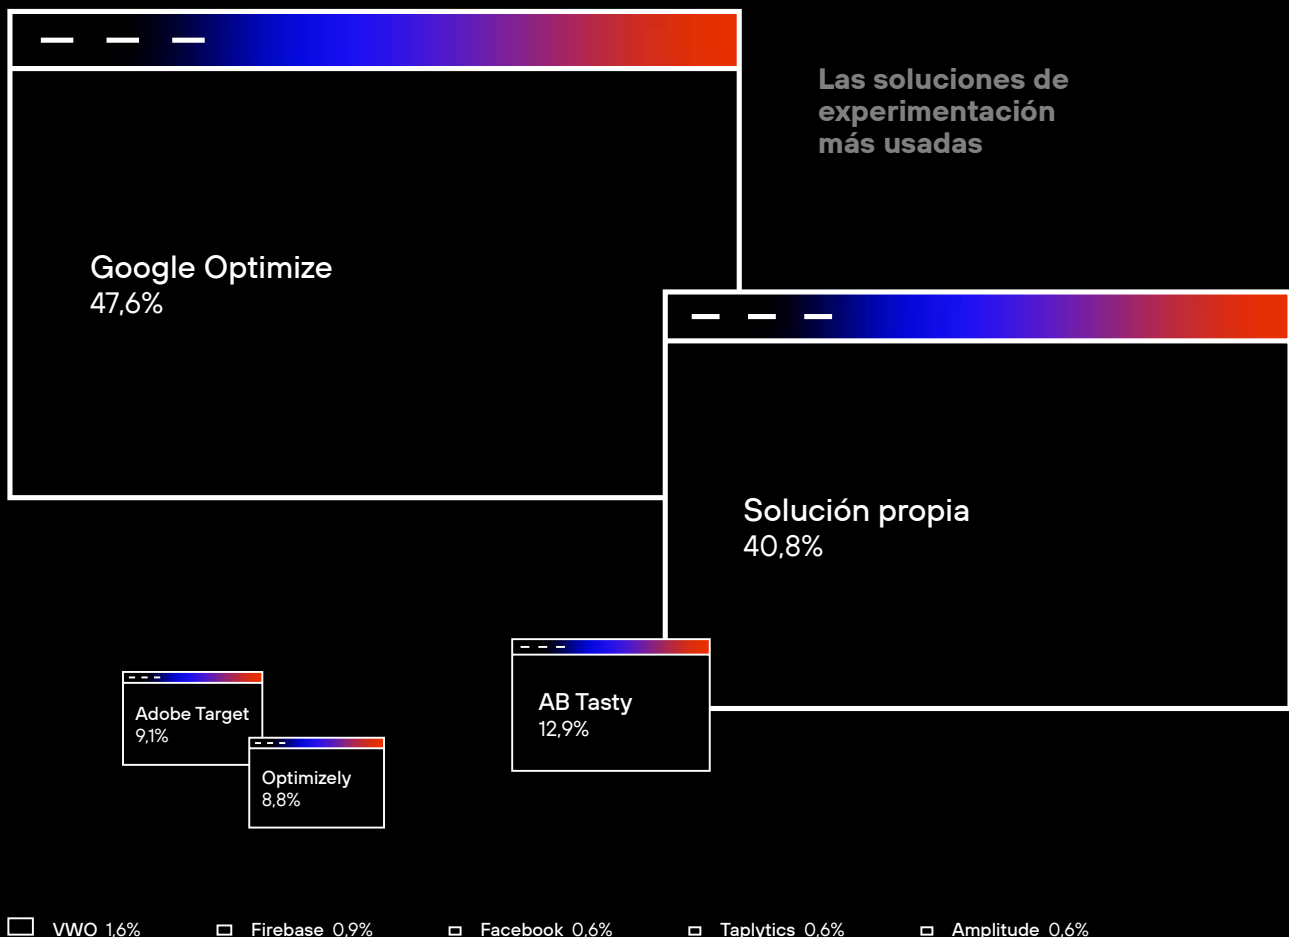 Las soluciones de
experimentación
más usadas
Google Optimize
47,6%
Solución propia
40,8%
AB Tasty
12,9%
Adobe Target
9,1%
Optimizely
8,8%
VWO 1,6%
Firebase 0,9%
Facebook 0,6%
Taplytics 0,6%
Amplitude 0,6%